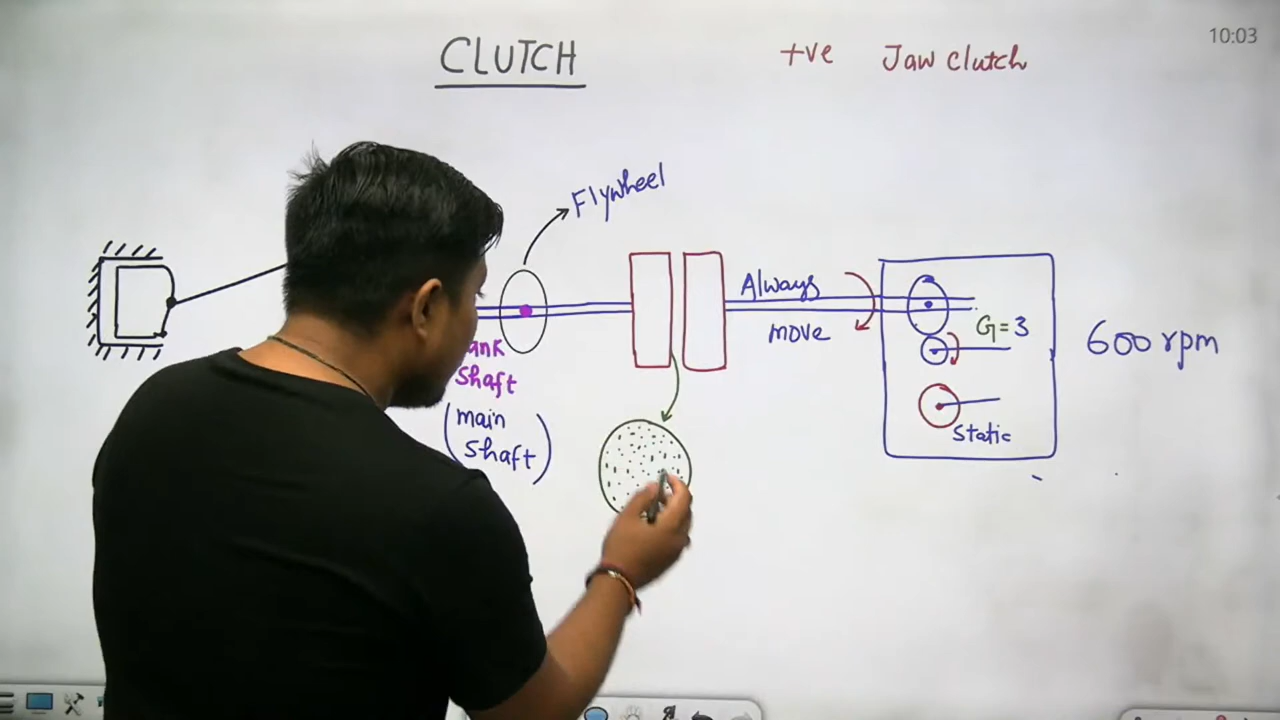 10:03
CLUTCH
+ve Jaw clutch
Flywheel
Always
move
G=3
600 rpm
ank
shaft
(main
shaft)
static